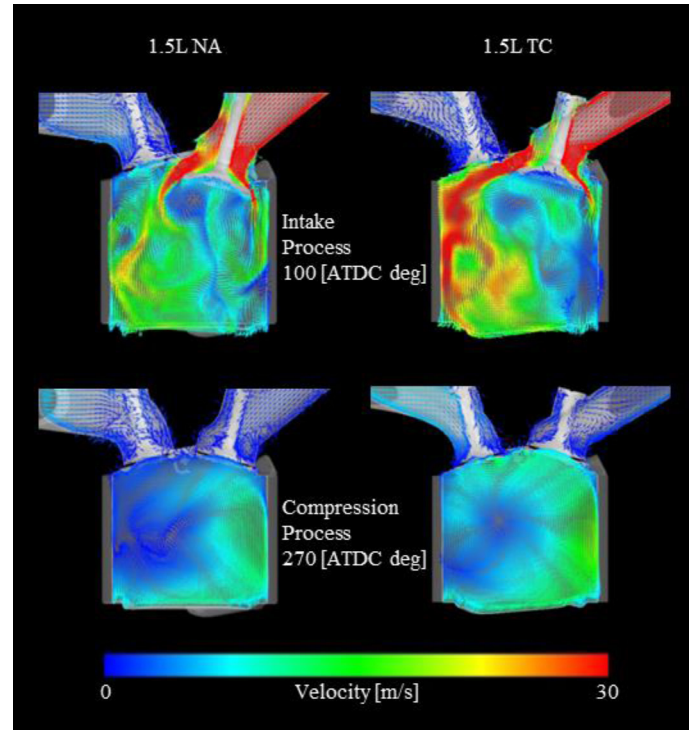 1.5L NA
1.5L TC
Intake
Process
100 [ATDC deg]
Compression
Process
270 [ATDC deg]
0
Velocity [m/s]
30